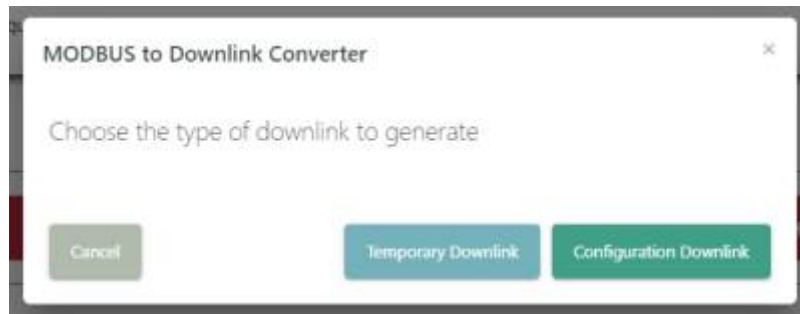 MODBUS to Downlink Converter
×
Choose the type of downlink to generate
Cancel
Temporary Downlink
Configuration Downlink